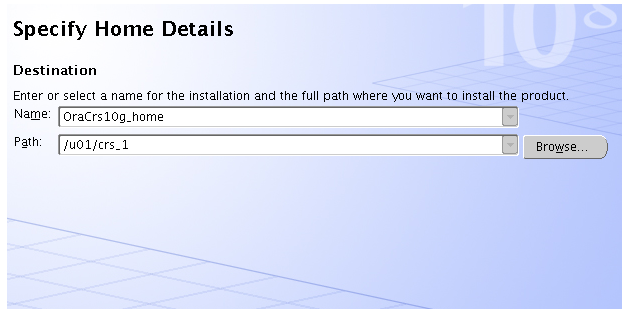 10g
Specify Home Details
Destination
Enter or select a name for the installation and the full path where you want to install the product.
Name: OraCrs10g_home
Path: /u01/crs_1 Browse...